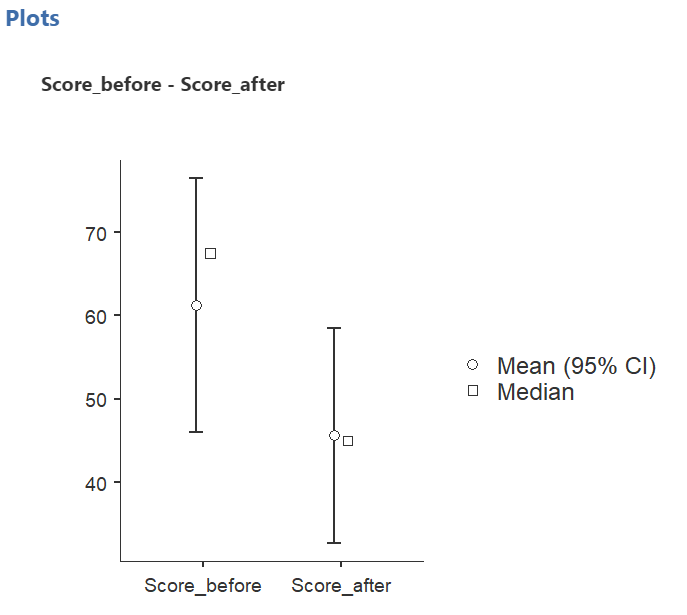 Plots
Score_before - Score_after
70
60
50
40
Score_before Score_after
Mean (95% CI)
Median